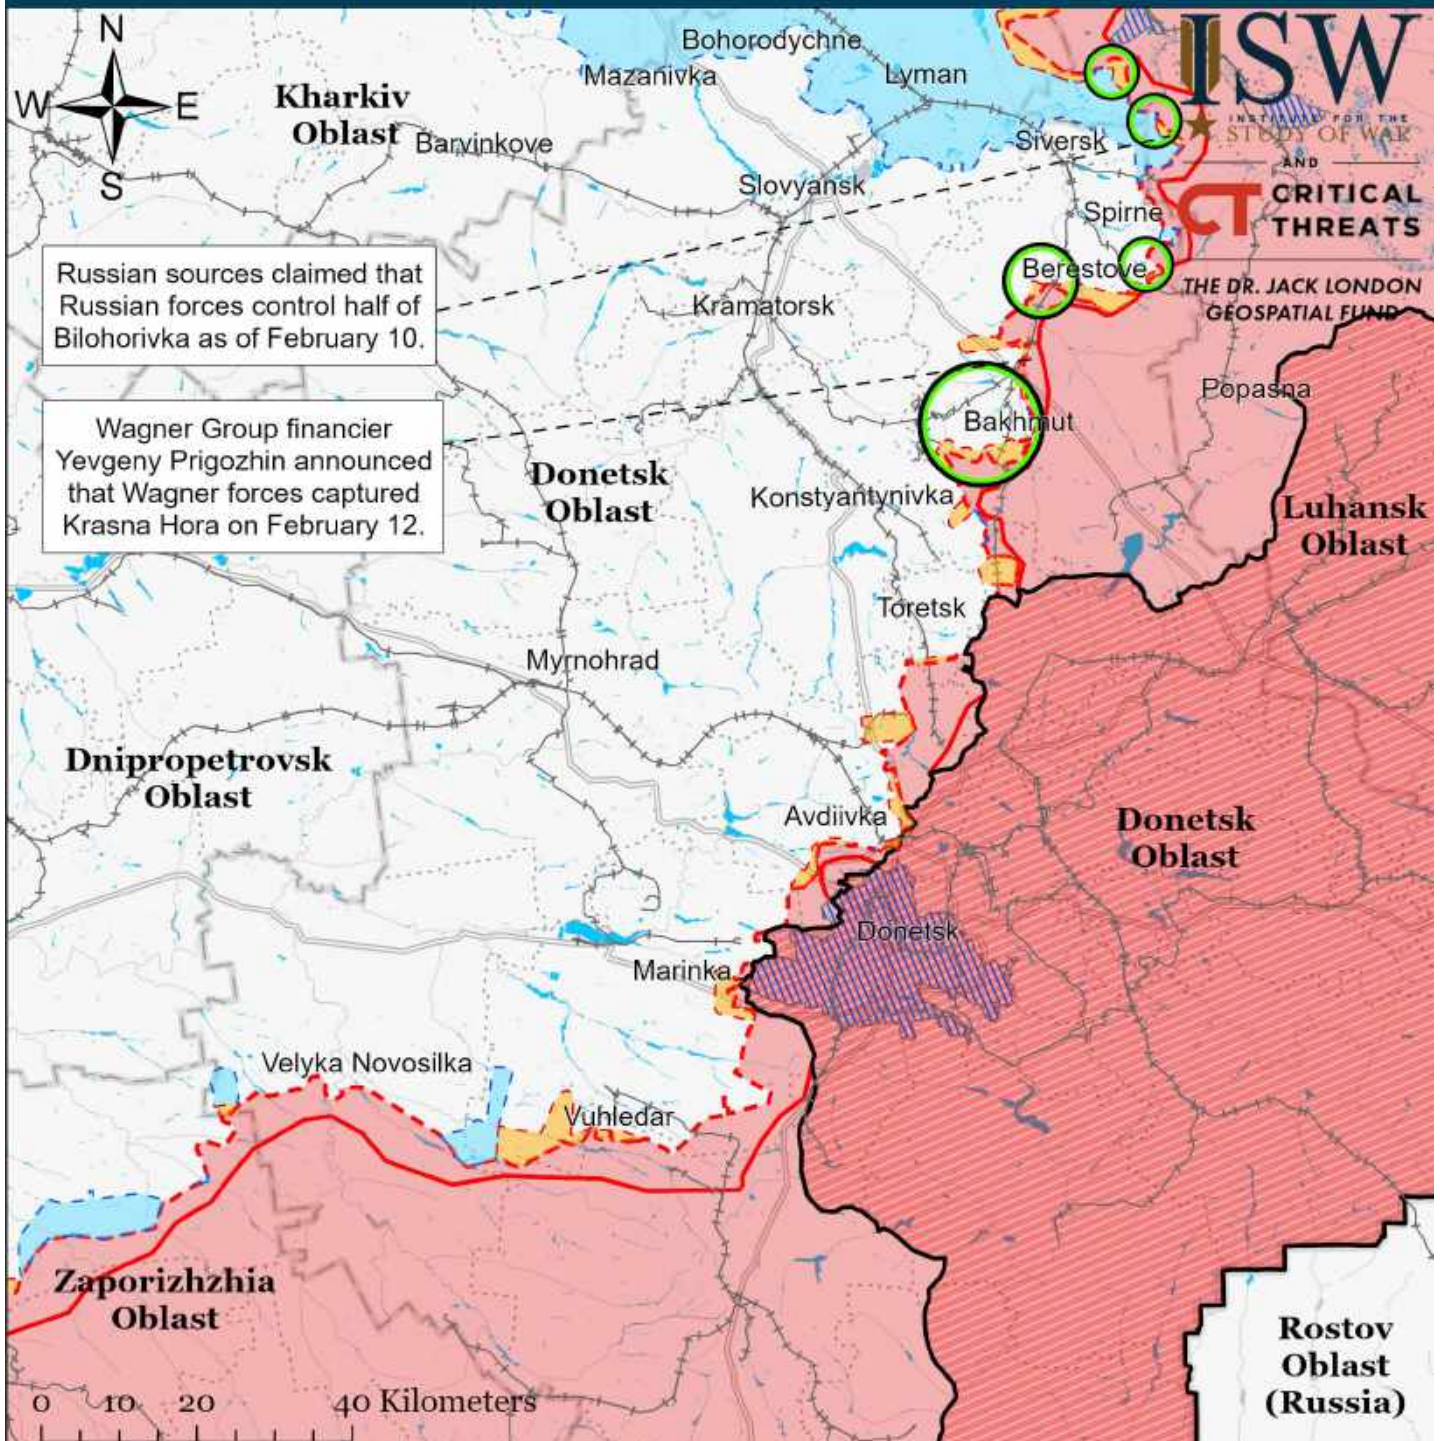 N
W
E
S
Kharkiv
Oblast
Bohorodychne
Mazanivka
Lyman
ISW
INSTITUTE FOR THE
STUDY OF WAR
AND
CT CRITICAL
THREATS
THE DR. JACK LONDON
GEOSPATIAL FUND
Barvinkove
Siversk
Slovyansk
Spirne
Russian sources claimed that
Russian forces control half of
Bilohorivka as of February 10.
Berestove
Kramatorsk
Popasna
Wagner Group financier
Yevgeny Prigozhin announced
that Wagner forces captured
Krasna Hora on February 12.
Bakhmut
Donetsk
Oblast
Konstyantynivka
Luhansk
Oblast
Toretsk
Myrnohrad
Dnipropetrovsk
Oblast
Avdiivka
Donetsk
Oblast
Donetsk
Marinka
Velyka Novosilka
Vuhledar
Zaporizhzhia
Oblast
Rostov
Oblast
(Russia)
0 10 20 40 Kilometers